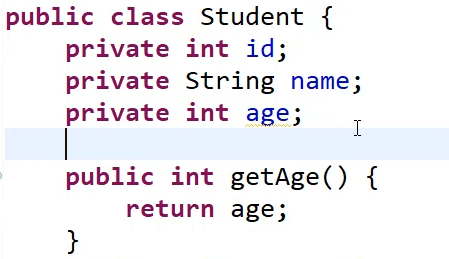 public class Student {
    private int id;
    private String name;
    private int age;
    public int getAge() {
        return age;
    }